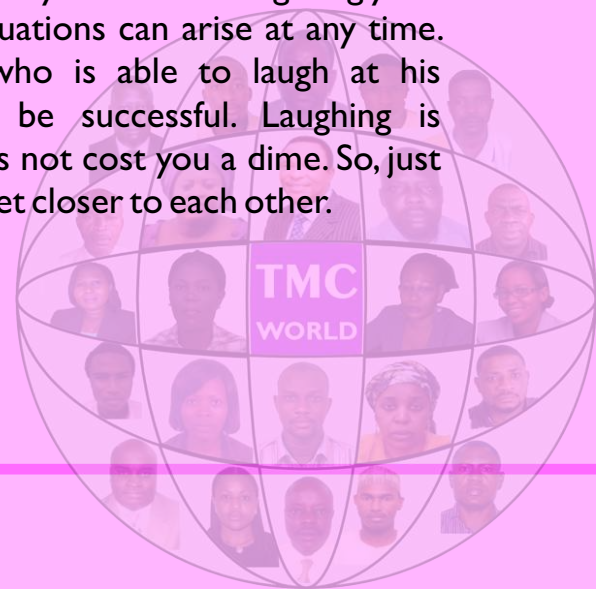 uations can arise at any time.
who is able to laugh at his
be successful. Laughing is
s not cost you a dime. So, just
et closer to each other.
TMC
WORLD